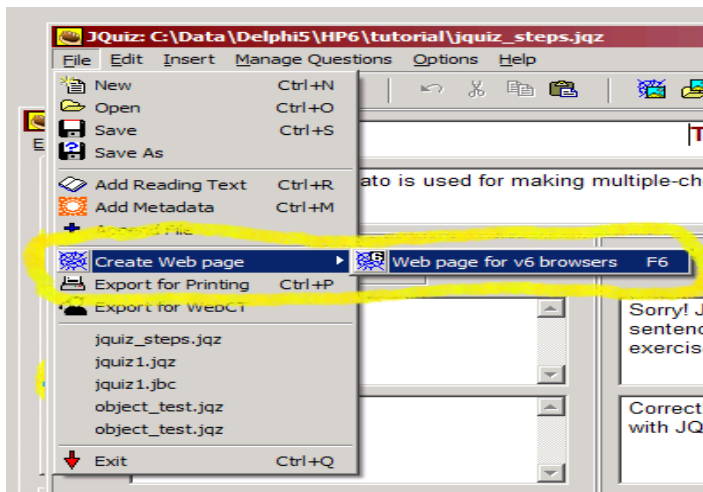 JQuiz: C:\Data\Delphi5\HP6\tutorial\jquiz_steps.jqz
File Edit Insert Manage Questions Options Help
New Ctrl+N
Open Ctrl+O
Save Ctrl+S
Save As
Add Reading Text Ctrl+R
ato is used for making multiple-ch
Add Metadata Ctrl+M
Append File
Create Web page
Web page for v6 browsers F6
Export for Printing Ctrl+P
Export for WebCT
Sorry! J
sentenc
exercis
jquiz_steps.jqz
jquiz1.jqz
jquiz1.jbc
object_test.jqz
object_test.jqz
Correct
with JQ
Exit Ctrl+Q